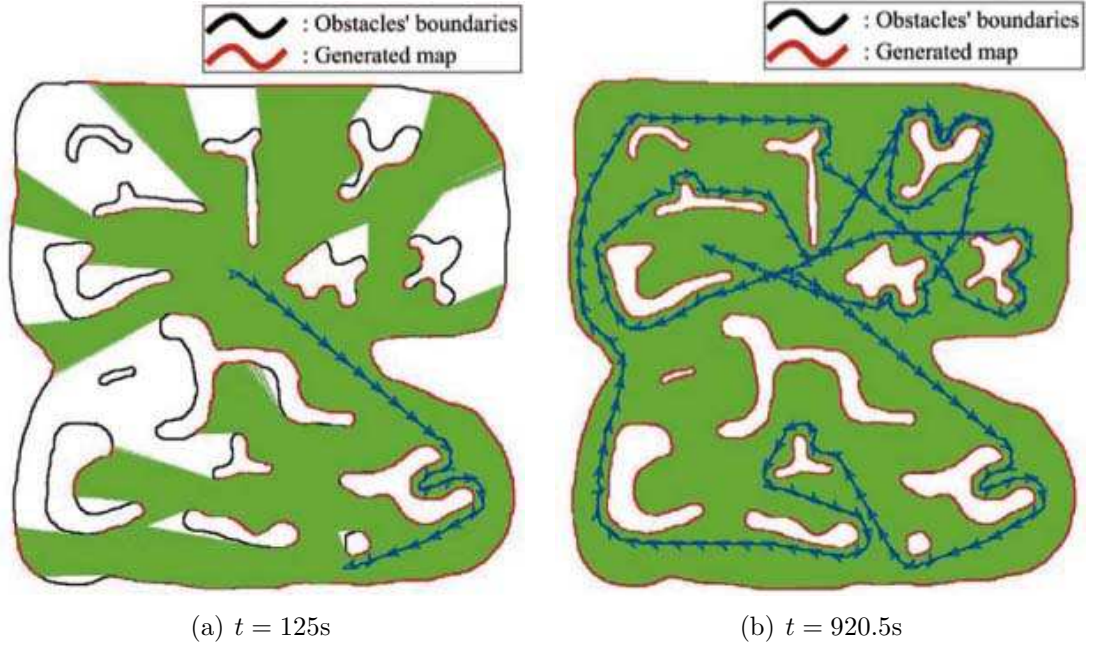 : Obstacles' boundaries
: Generated map
: Obstacles' boundaries
: Generated map
(a) t = 125s
(b) t = 920.5s